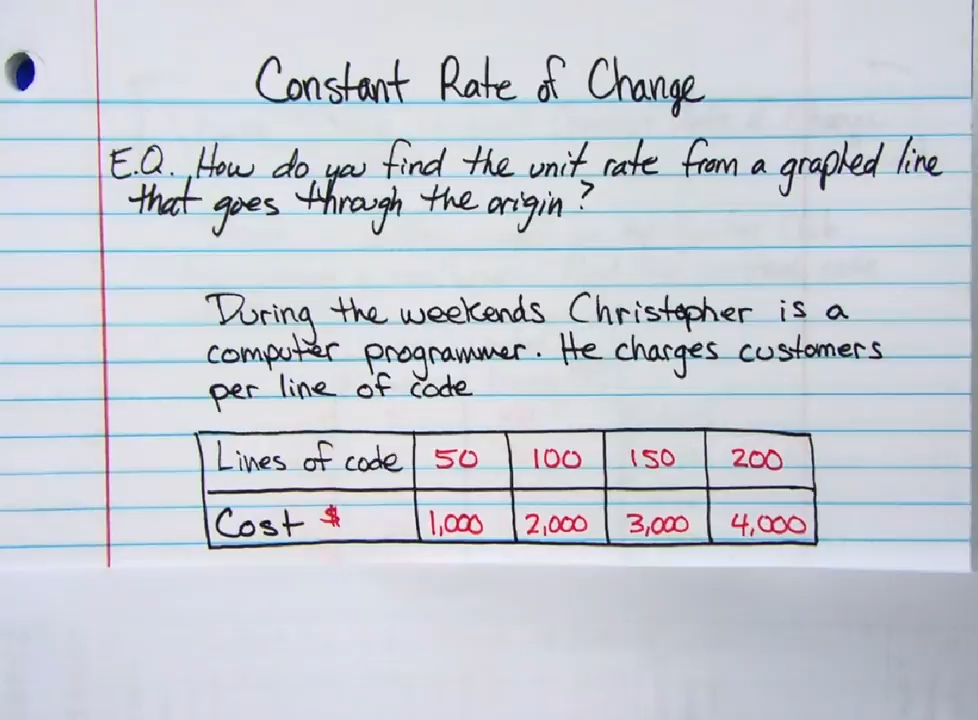 Constant Rate of Change
E.Q. How do you find the unit rate from a graphed line
that goes through the origin?
During the weekends Christopher is a
computer programmer. He charges customers
per line of code
Lines of code 50 100 150 200
Cost $ 1,000 2,000 3,000 4,000